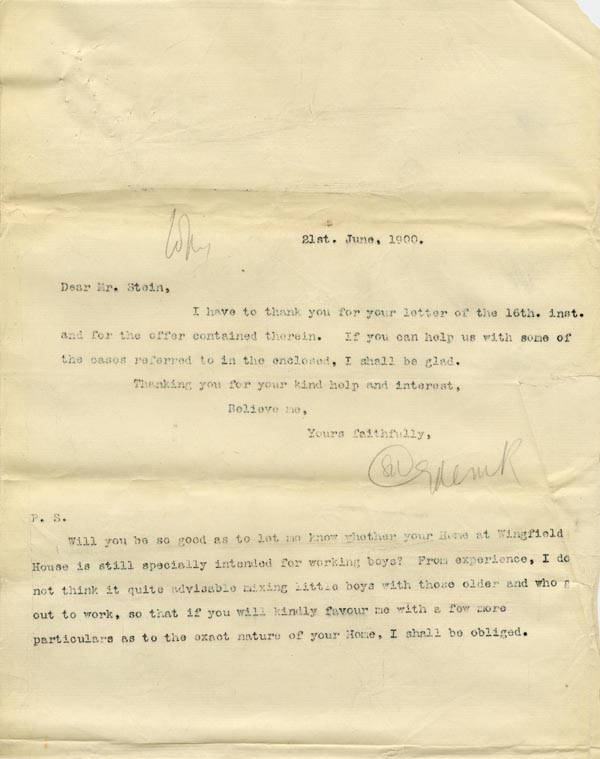 Copy
21st. June, 1900.
Dear Mr. Stein,
I have to thank you for your letter of the 16th. inst.
and for the offer contained therein. If you can help us with some of
the cases referred to in the enclosed, I shall be glad.
Thanking you for your kind help and interest,
Believe me,
Yours faithfully,
P. S.
Will you be so good as to let me know whether your Home at Wingfield
House is still specially intended for working boys? From experience, I do
not think it quite advisable mixing little boys with those older and who g
out to work, so that if you will kindly favour me with a few more
particulars as to the exact nature of your Home, I shall be obliged.